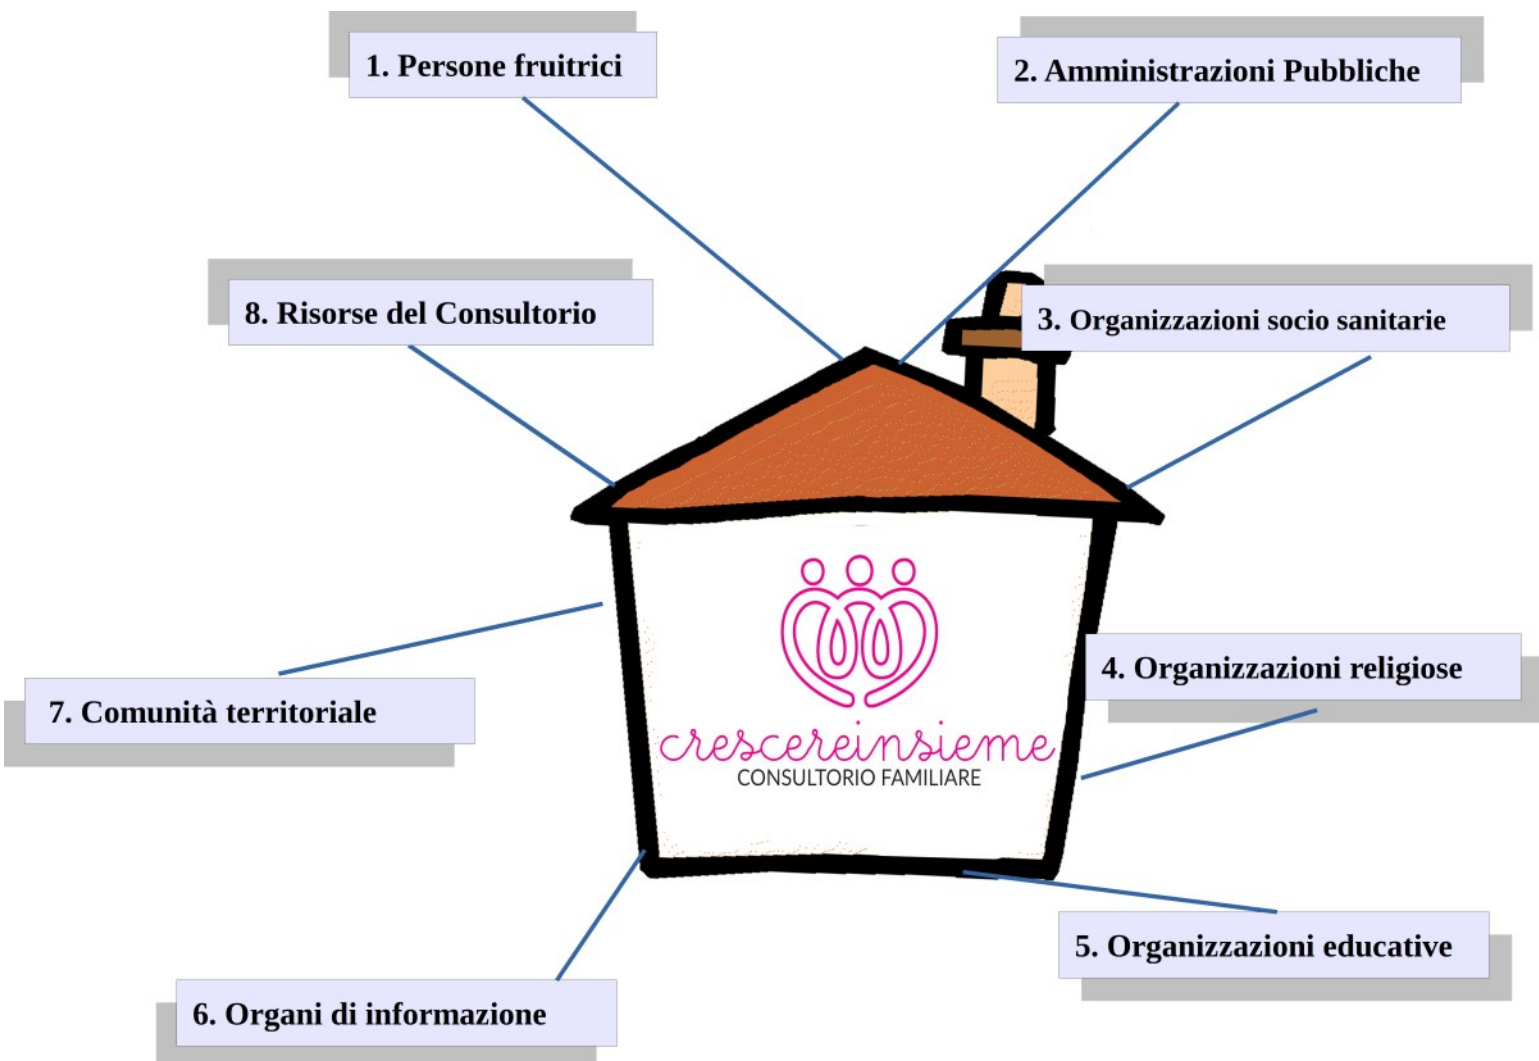 1. Persone fruitrici
2. Amministrazioni Pubbliche
8. Risorse del Consultorio
3. Organizzazioni socio sanitarie
4. Organizzazioni religiose
7. Comunità territoriale
crescereinsieme
CONSULTORIO FAMILIARE
5. Organizzazioni educative
6. Organi di informazione